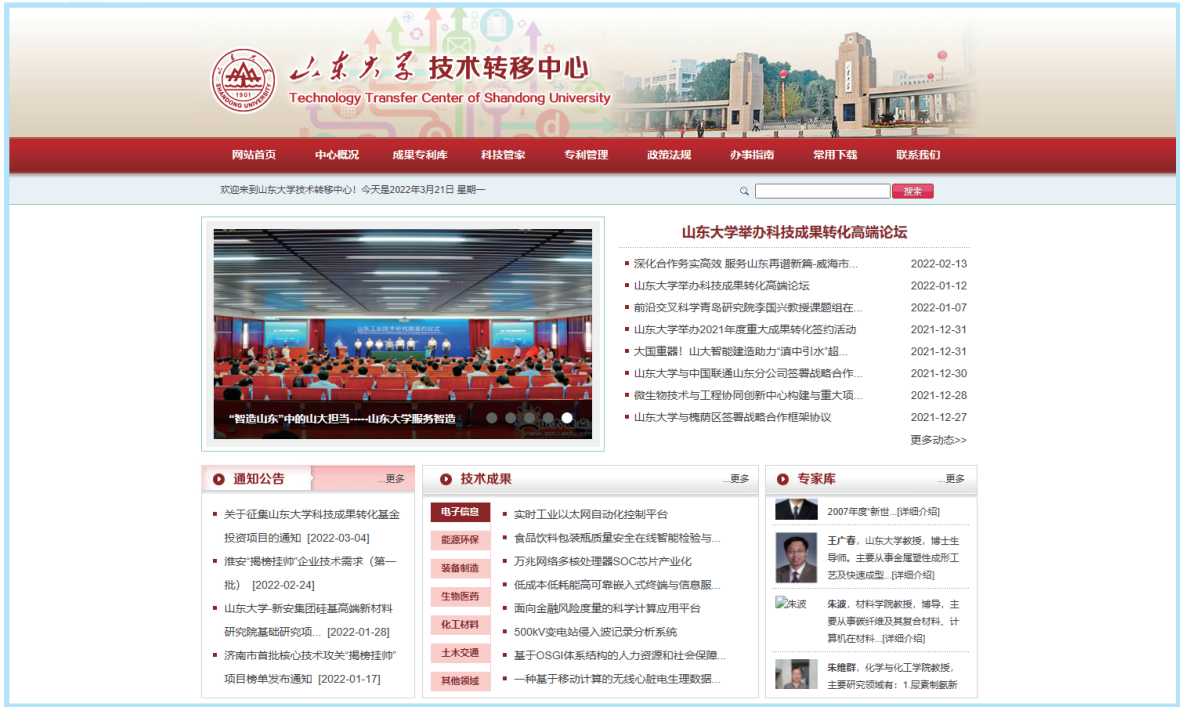 山东大学 技术转移中心
Technology Transfer Center of Shandong University
SHANDONG UNIVERSITY
1901
网站首页 中心概况 成果专利库 科技管家 专利管理 政策法规 办事指南 常用下载 联系我们
欢迎来到山东大学技术转移中心！今天是2022年3月21日 星期一
搜索
山东工业技术研究院签约仪式
“智造山东”中的山大担当-----山东大学服务智造
山东大学举办科技成果转化高端论坛
深化合作务实高效 服务山东再谱新篇-威海市... 2022-02-13
山东大学举办科技成果转化高端论坛 2022-01-12
前沿交叉科学青岛研究院李国兴教授课题组在... 2022-01-07
山东大学举办2021年度重大成果转化签约活动 2021-12-31
大国重器！山大智能建造助力“滇中引水”超... 2021-12-31
山东大学与中国联通山东分公司签署战略合作... 2021-12-30
微生物技术与工程协同创新中心构建与重大项... 2021-12-28
山东大学与槐荫区签署战略合作框架协议 2021-12-27
更多动态>>
通知公告 ...更多
关于征集山东大学科技成果转化基金
投资项目的通知 [2022-03-04]
淮安“揭榜挂帅”企业技术需求（第一
批） [2022-02-24]
山东大学-新安集团硅基高端新材料
研究院基础研究项... [2022-01-28]
济南市首批核心技术攻关“揭榜挂帅”
项目榜单发布通知 [2022-01-17]
技术成果 ...更多
电子信息
能源环保
装备制造
生物医药
化工材料
土木交通
其他领域
实时工业以太网自动化控制平台
食品饮料包装瓶质量安全在线智能检验与...
万兆网络多核处理器SOC芯片产业化
低成本低耗能高可靠嵌入式终端与信息服...
面向金融风险度量的科学计算应用平台
500kV变电站侵入波记录分析系统
基于OSGI体系结构的人力资源和社会保障...
一种基于移动计算的无线心脏电生理数据...
专家库 ...更多
2007年度“新世...[详细介绍]
王广春，山东大学教授，博士生
导师。主要从事金属塑性成形工
艺及快速成型...[详细介绍]
朱波
朱波，材料学院教授，博导，主
要从事碳纤维及其复合材料、计
算机在材料...[详细介绍]
朱维群，化学与化工学院教授，
主要研究领域有：1.尿素制氨新